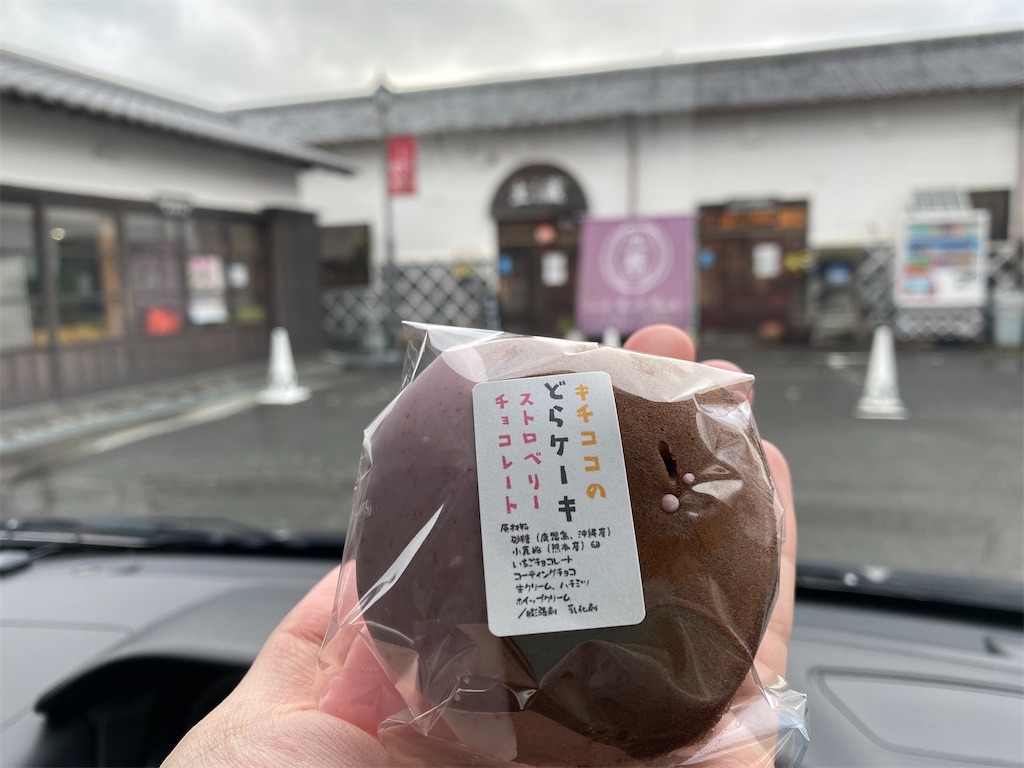 キチココの
どらケーキ
ストロベリー
チョコレート
原材料
砂糖（鹿児島、沖縄産）
小麦粉（熊本産）卵
いちごチョコレート
コーティングチョコ
生クリーム、ハチミツ
ホイップクリーム
／膨張剤 乳化剤